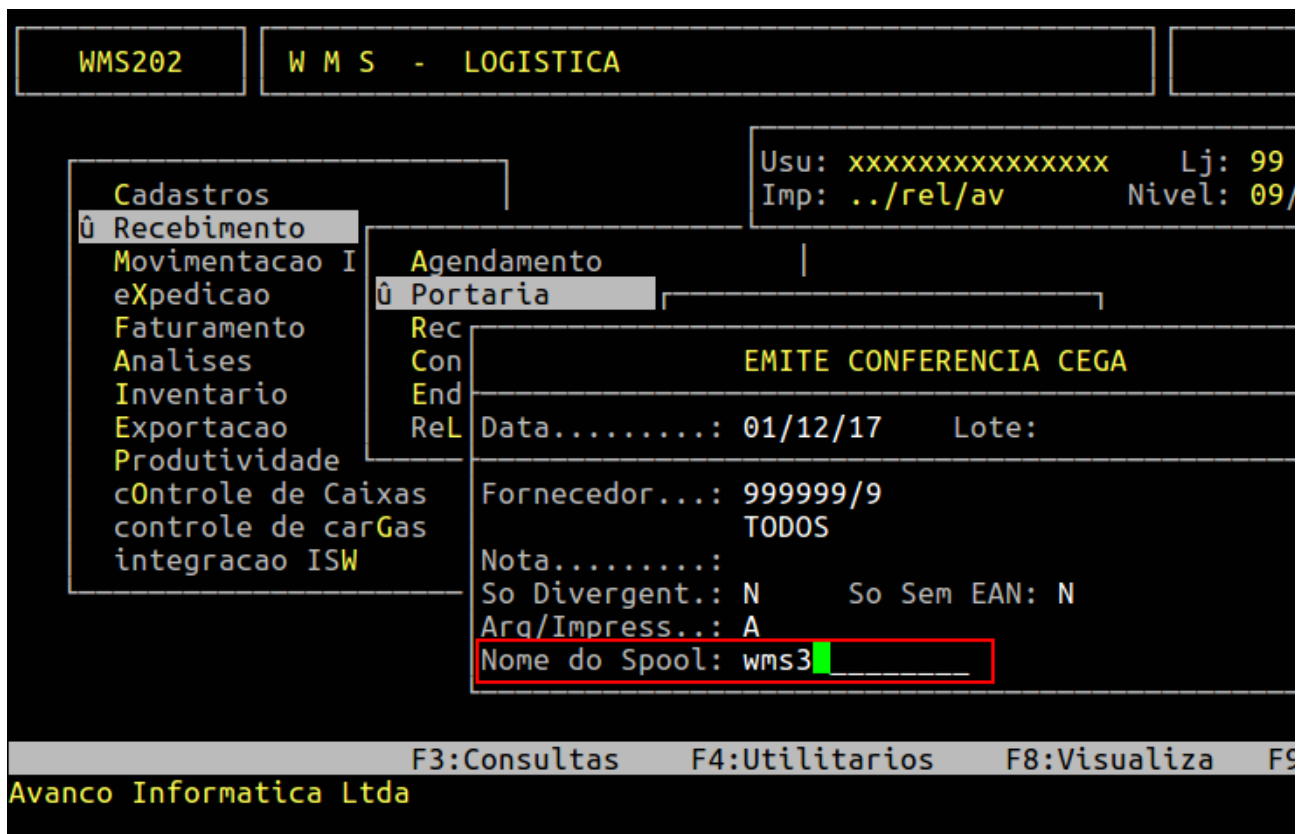 WMS202 W M S - LOGISTICA
Usu: xxxxxxxxxxxxxxx Lj: 99
Imp: ../rel/av Nivel: 09/
Cadastros
û Recebimento
Movimentacao I
eXpedicao
Faturamento
Analises
Inventario
Exportacao
Produtividade
cOntrole de Caixas
controle de carGas
integracao ISW
Agendamento
û Portaria
Rec
Con
End
ReL
EMITE CONFERENCIA CEGA
Data.........: 01/12/17 Lote:
Fornecedor...: 999999/9
TODOS
Nota.........:
So Divergent.: N So Sem EAN: N
Arq/Impress..: A
Nome do Spool: wms3 ________
F3:Consultas F4:Utilitarios F8:Visualiza F9
Avanco Informatica Ltda